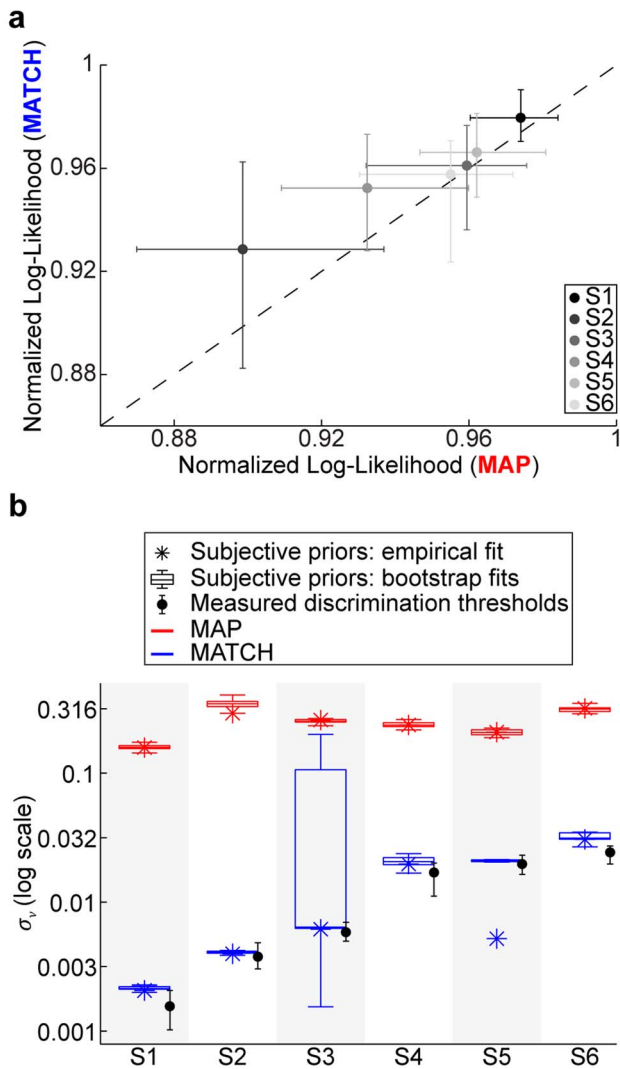 a
Normalized Log-Likelihood (MATCH)
1
0.96
0.92
0.88
S1
S2
S3
S4
S5
S6
0.88 0.92 0.96 1
Normalized Log-Likelihood (MAP)
b
Subjective priors: empirical fit
Subjective priors: bootstrap fits
Measured discrimination thresholds
MAP
MATCH
σᵥ (log scale)
0.316
0.1
0.032
0.01
0.003
0.001
S1 S2 S3 S4 S5 S6